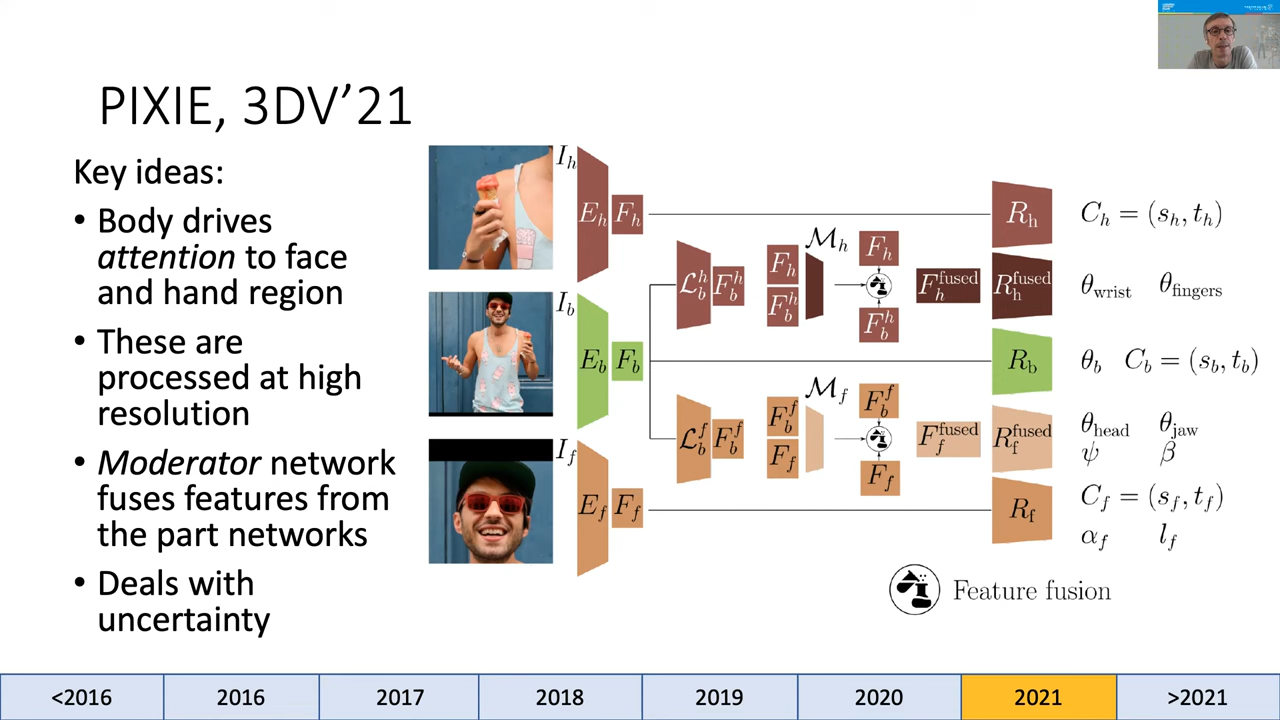 PIXIE, 3DV’21
Key ideas:
• Body drives
attention to face
and hand region
• These are
processed at high
resolution
• Moderator network
fuses features from
the part networks
• Deals with
uncertainty
I_h
E_h F_h
R_h
C_h = (s_h, t_h)
L_b^h F_b^h
F_h
F_b^h
M_h
F_h
F_b^h
F_h^fused
R_h^fused
θ_wrist θ_fingers
I_b
E_b F_b
R_b
θ_b C_b = (s_b, t_b)
L_b^f F_b^f
F_b^f
F_f
M_f
F_b^f
F_f
F_f^fused
R_f^fused
θ_head θ_jaw
ψ β
I_f
E_f F_f
R_f
C_f = (s_f, t_f)
α_f l_f
Feature fusion
<2016 2016 2017 2018 2019 2020 2021 >2021